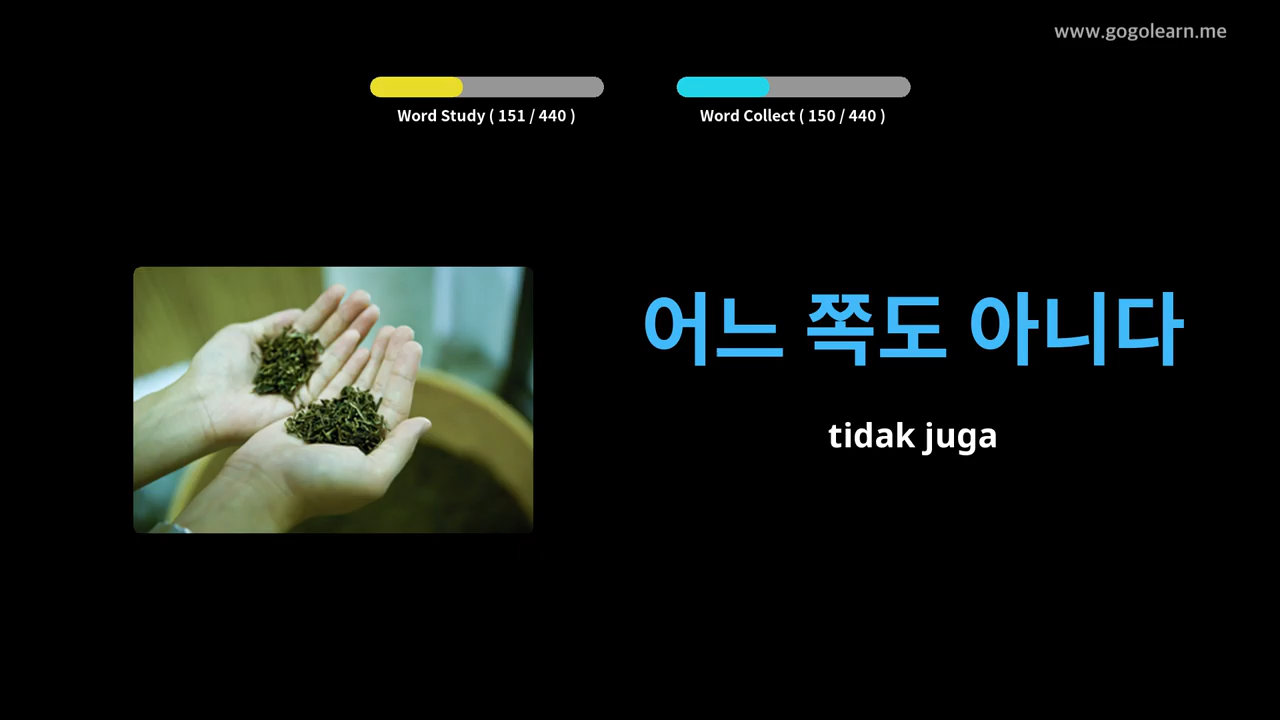 www.gogolearn.me
Word Study ( 151 / 440 )
Word Collect ( 150 / 440 )
어느 쪽도 아니다
tidak juga